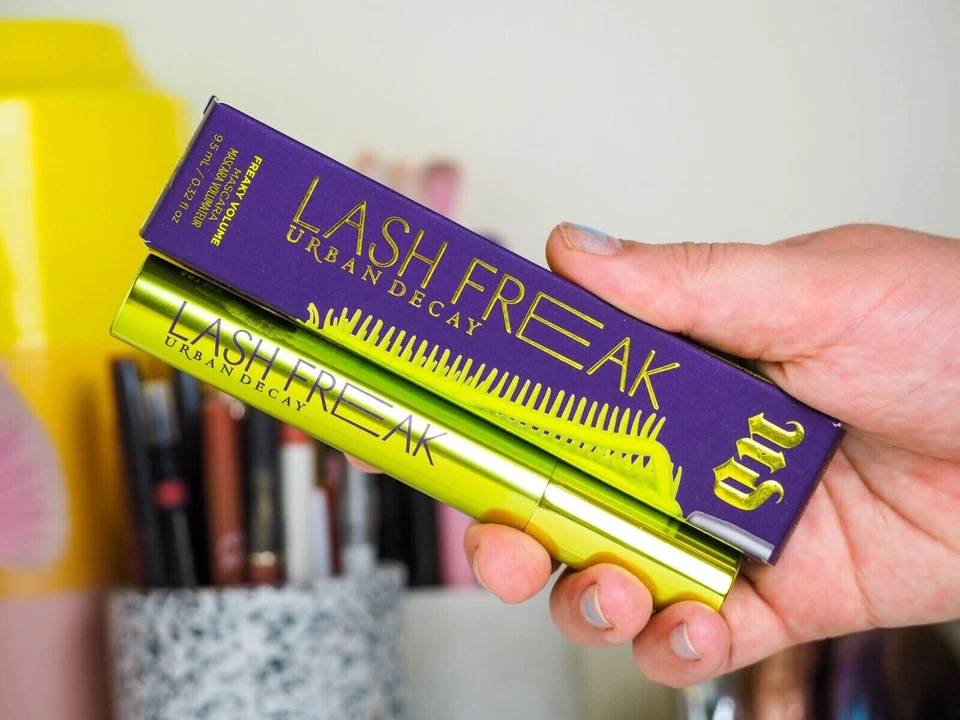 FREAKY VOLUME
MASCARA
MASCARA VOLUMATEUR
9.5 mL / 0.32 fl oz
LASH FREAK
URBAN DECAY
UD
LASH FREAK
URBAN DECAY